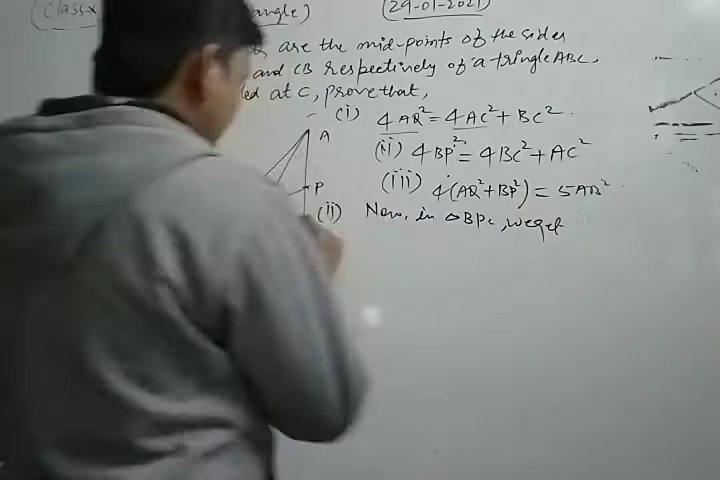 (class-x angle) (29-01-2021)
are the mid-points of the sides
and CB respectively of a triangle ABC,
at C, prove that,
(i) 4AQ² = 4AC² + BC².
A
(ii) 4BP² = 4BC² + AC²
P
(iii) 4(AQ² + BP²) = 5AB².
(ii) Now, in △BPC, we get